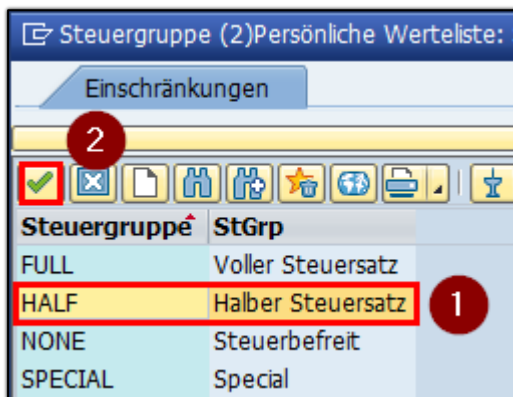 Steuergruppe (2)Persönliche Werteliste:
Einschränkungen
2
Steuergruppe StGrp
FULL Voller Steuersatz
HALF Halber Steuersatz 1
NONE Steuerbefreit
SPECIAL Special